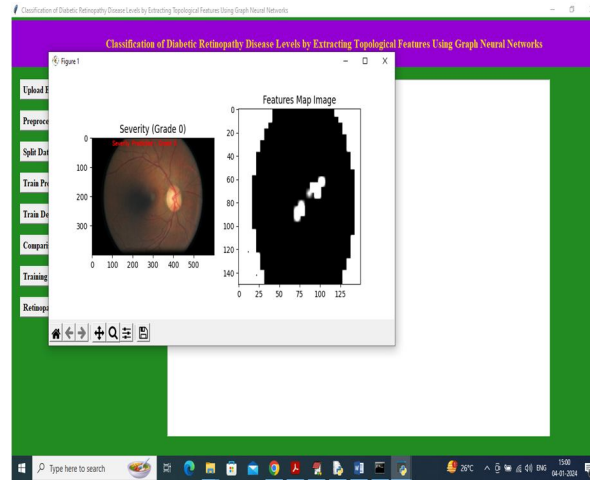 Classification of Diabetic Retinopathy Disease Levels by Extracting Topological Features Using Graph Neural Networks
Classification of Diabetic Retinopathy Disease Levels by Extracting Topological Features Using Graph Neural Networks
Figure 1
Upload
Preproce
Split Dat
Train Pr
Train De
Compari
Training
Retinopa
Severity (Grade 0)
0
100
200
300
0 100 200 300 400 500
Features Map Image
0
20
40
60
80
100
120
140
0 25 50 75 100 125
Type here to search
26°C
ENG
15:00
04-01-2024